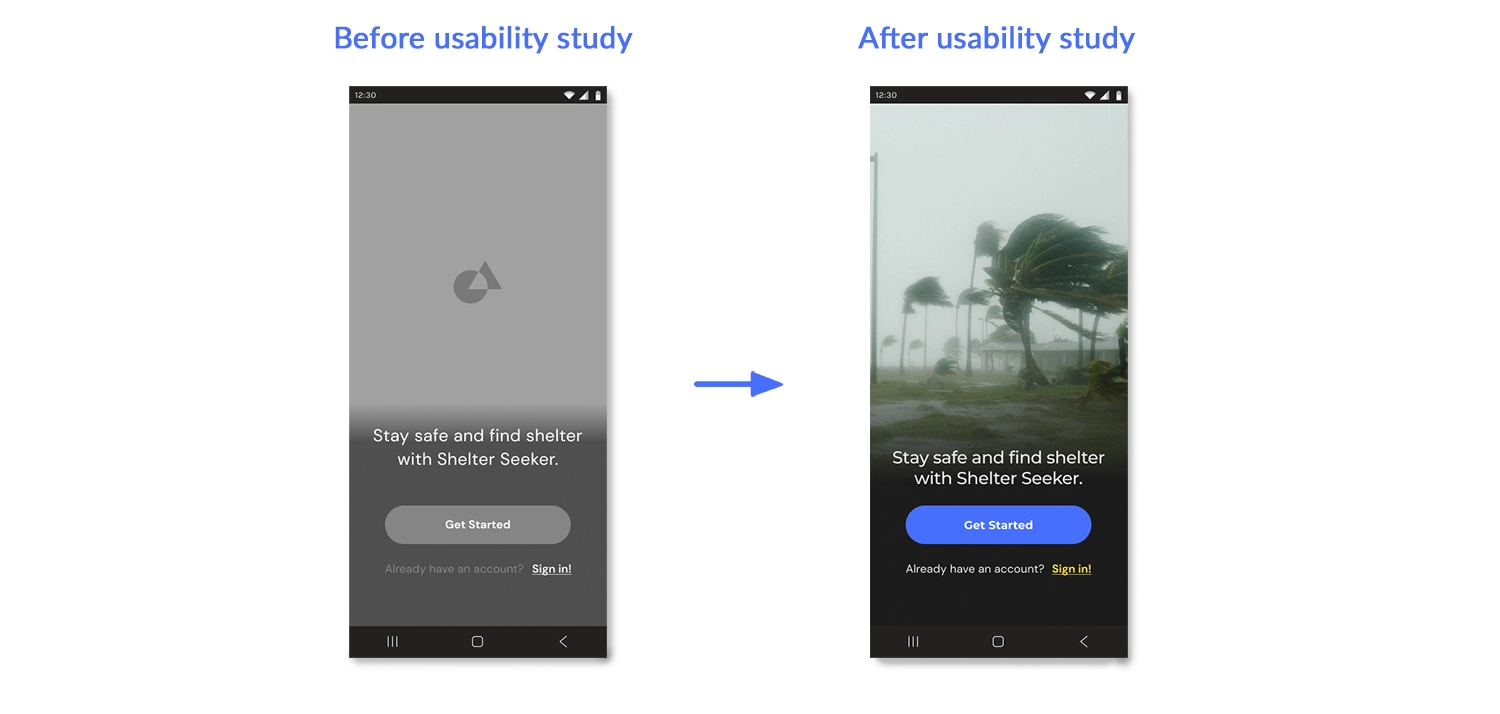 Before usability study
After usability study
12:30
Stay safe and find shelter
with Shelter Seeker.
Get Started
Already have an account? Sign in!
12:30
Stay safe and find shelter
with Shelter Seeker.
Get Started
Already have an account? Sign in!